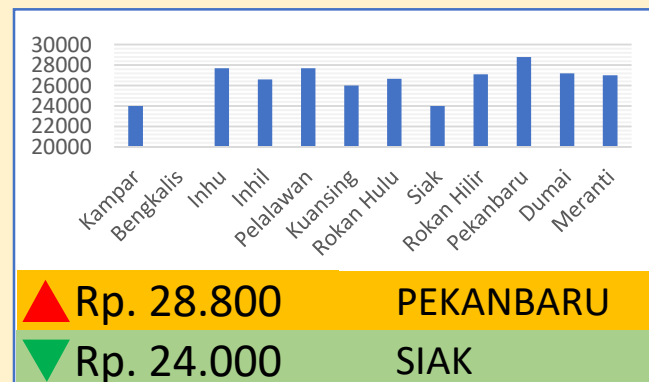 30000
28000
26000
24000
22000
20000
Kampar
Bengkalis
Inhu
Inhil
Pelalawan
Kuansing
Rokan Hulu
Siak
Rokan Hilir
Pekanbaru
Dumai
Meranti
Rp. 28.800 PEKANBARU
Rp. 24.000 SIAK